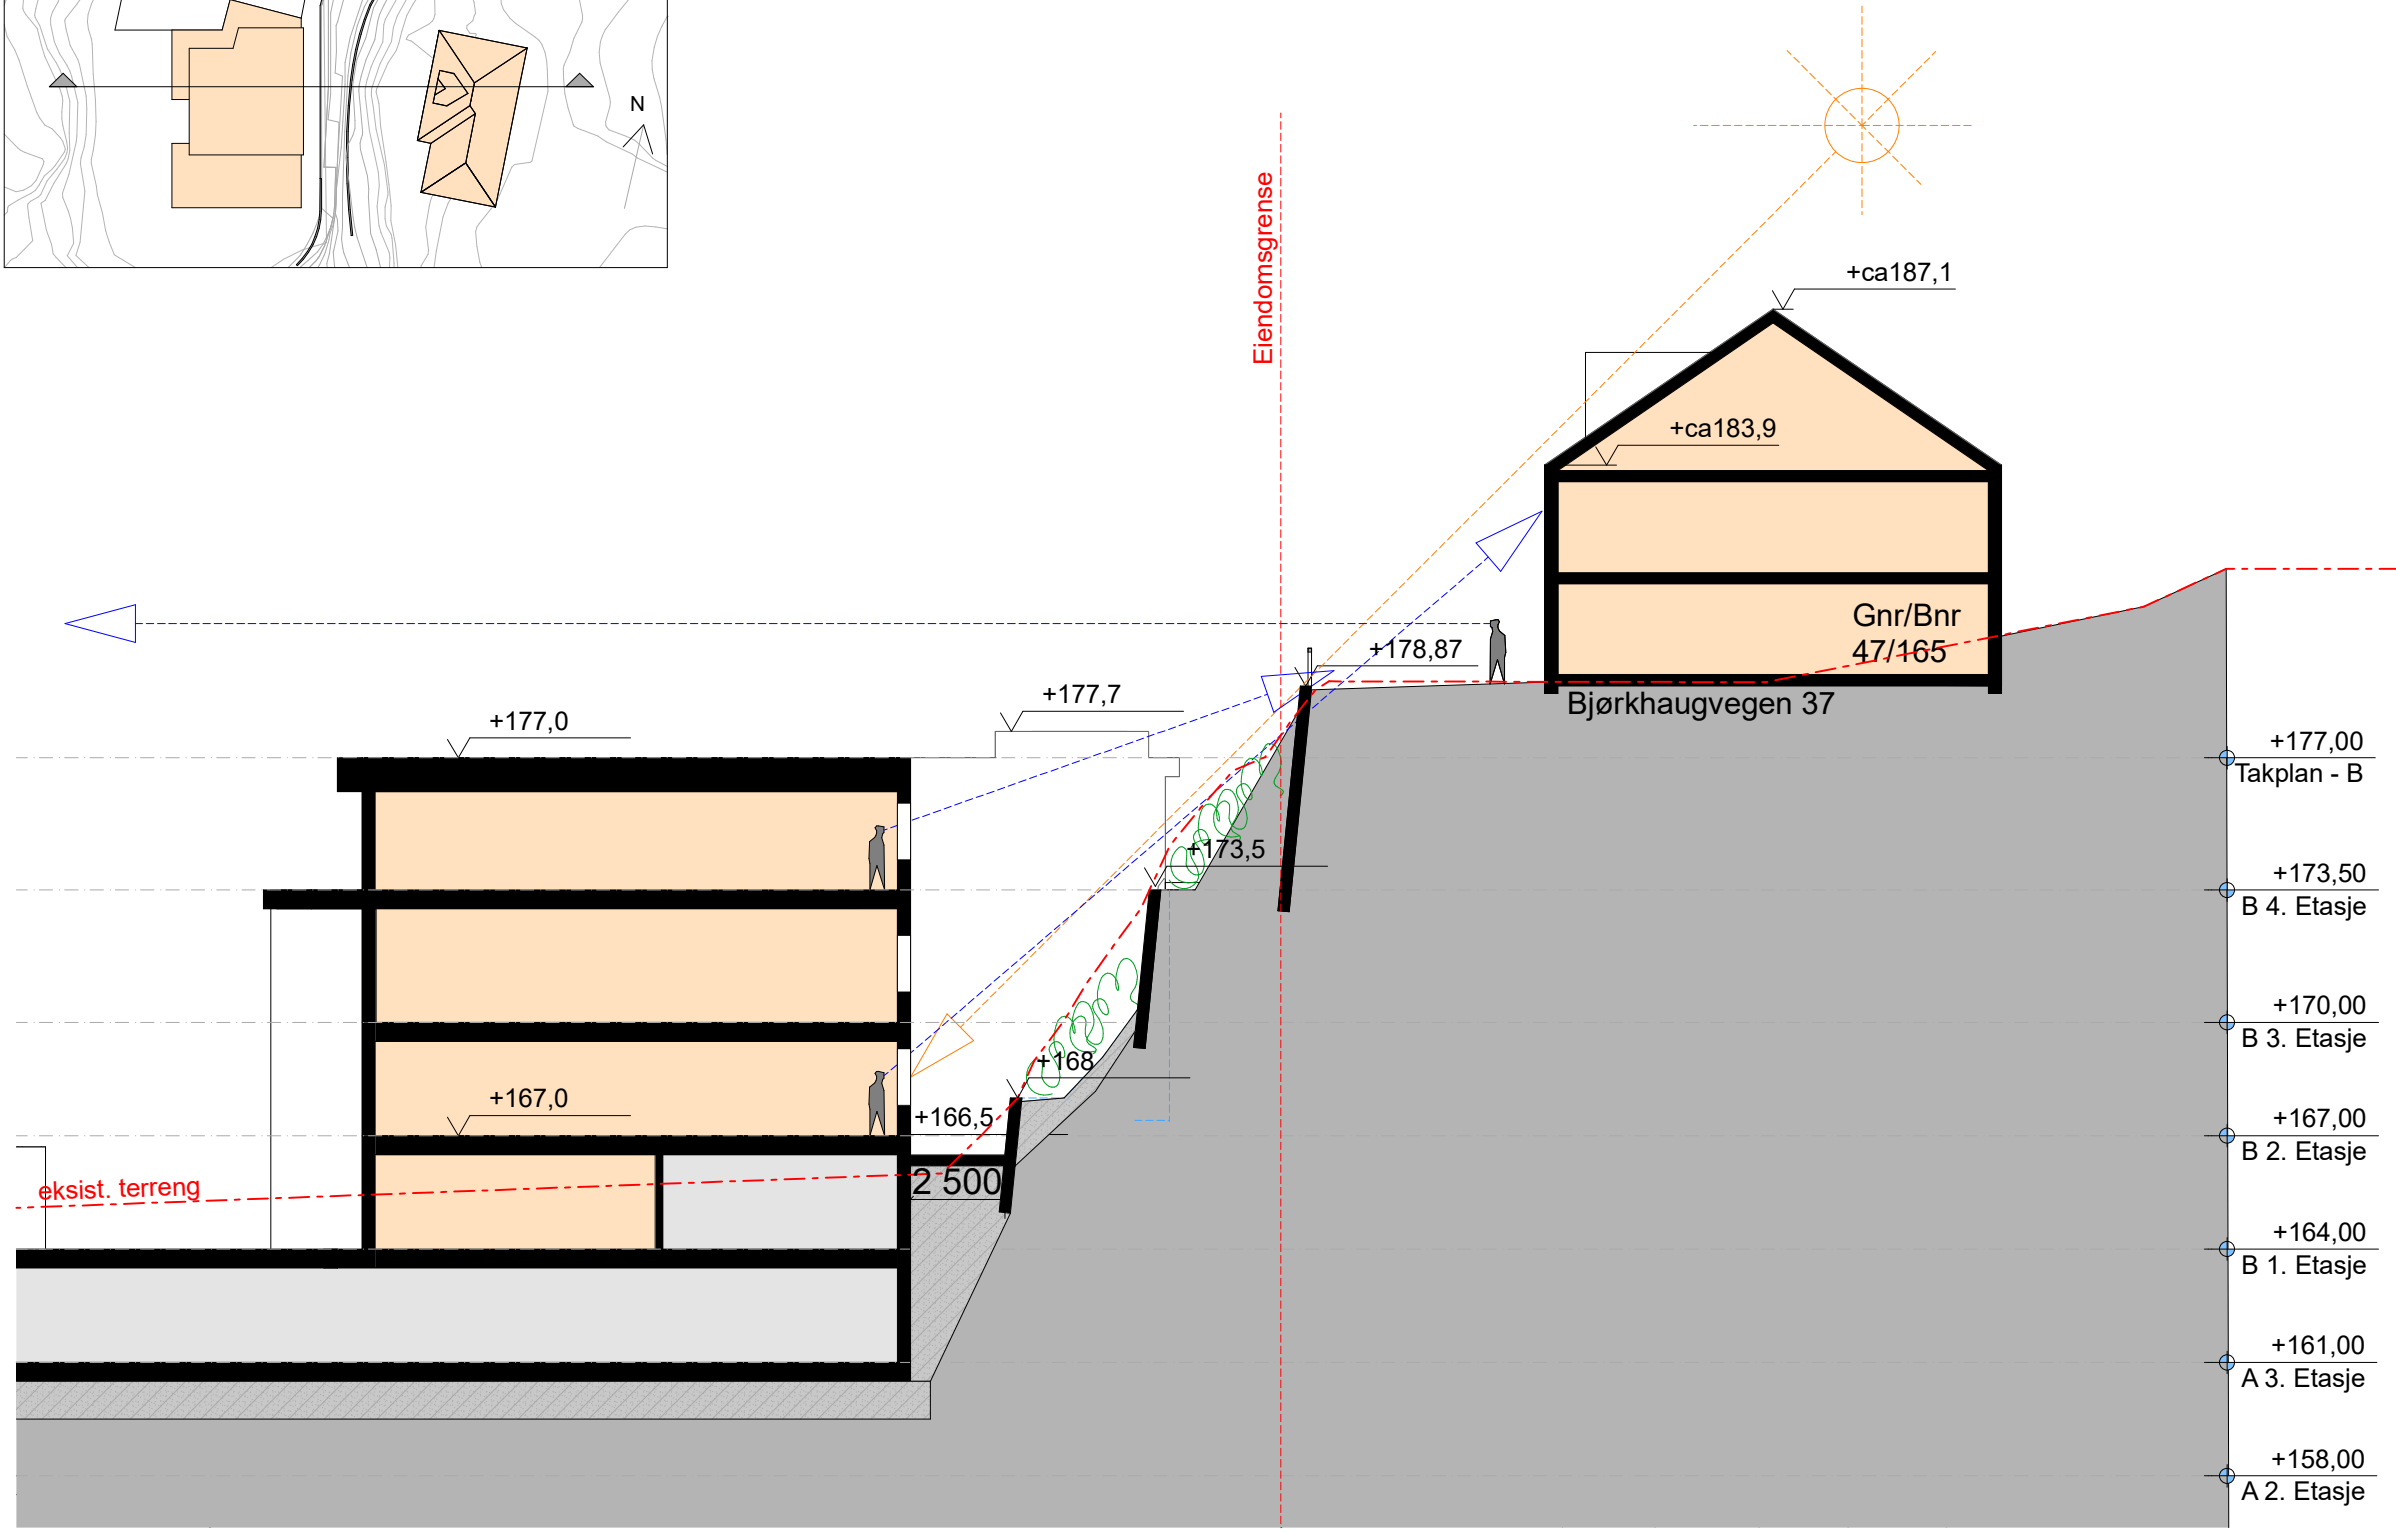 N
Eiendomsgrense
+ca187,1
+ca183,9
Gnr/Bnr
47/165
+178,87
Bjørkhaugvegen 37
+177,7
+177,0
+177,00
Takplan - B
+173,5
+173,50
B 4. Etasje
+170,00
B 3. Etasje
+168
+167,0
+166,5
+167,00
B 2. Etasje
2 500
eksist. terreng
+164,00
B 1. Etasje
+161,00
A 3. Etasje
+158,00
A 2. Etasje